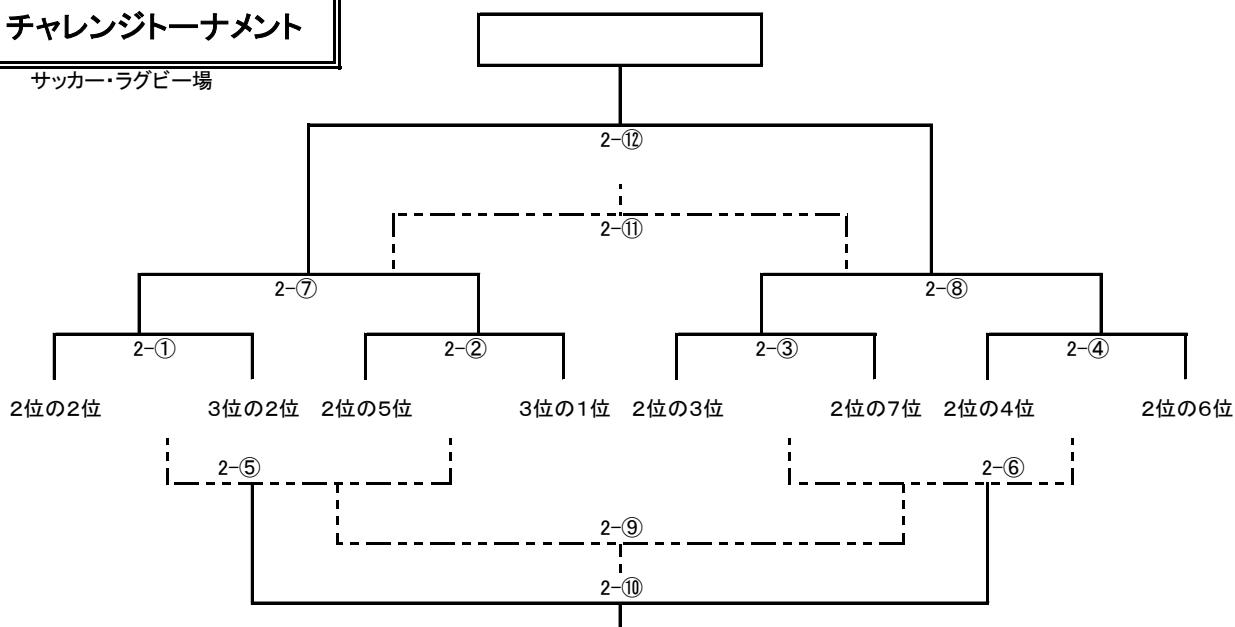 チャレンジトーナメント
サッカー・ラグビー場
2-⑫
2-⑪
2-⑦
2-⑧
2-①
2-②
2-③
2-④
2位の2位
3位の2位
2位の5位
3位の1位
2位の3位
2位の7位
2位の4位
2位の6位
2-⑤
2-⑥
2-⑨
2-⑩